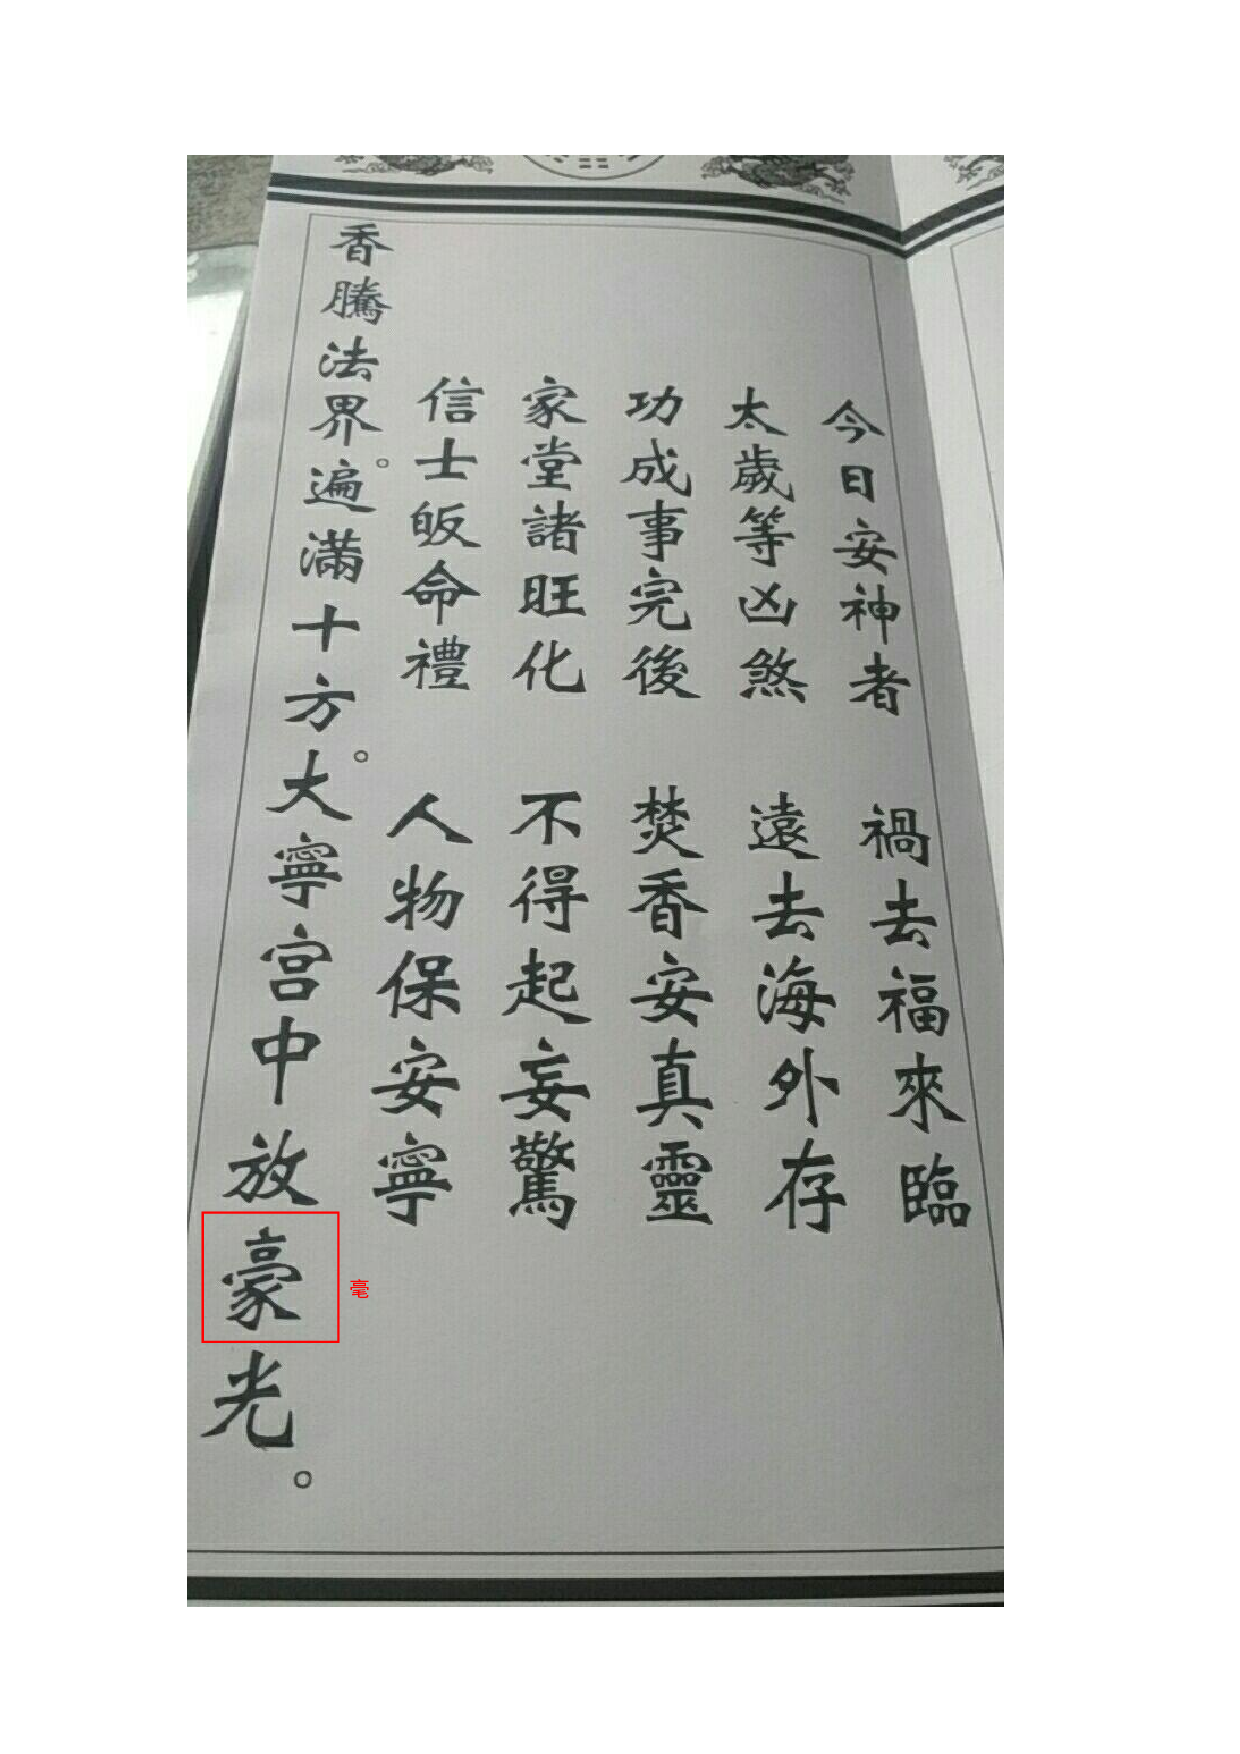 今日安神者 禍去福來臨
太歲等凶煞 遠去海外存
功成事完後 焚香安真靈
家堂諸旺化 不得起妄驚
信士皈命禮 人物保安寧
香騰法界。遍滿十方。大寧宮中放豪光。
毫